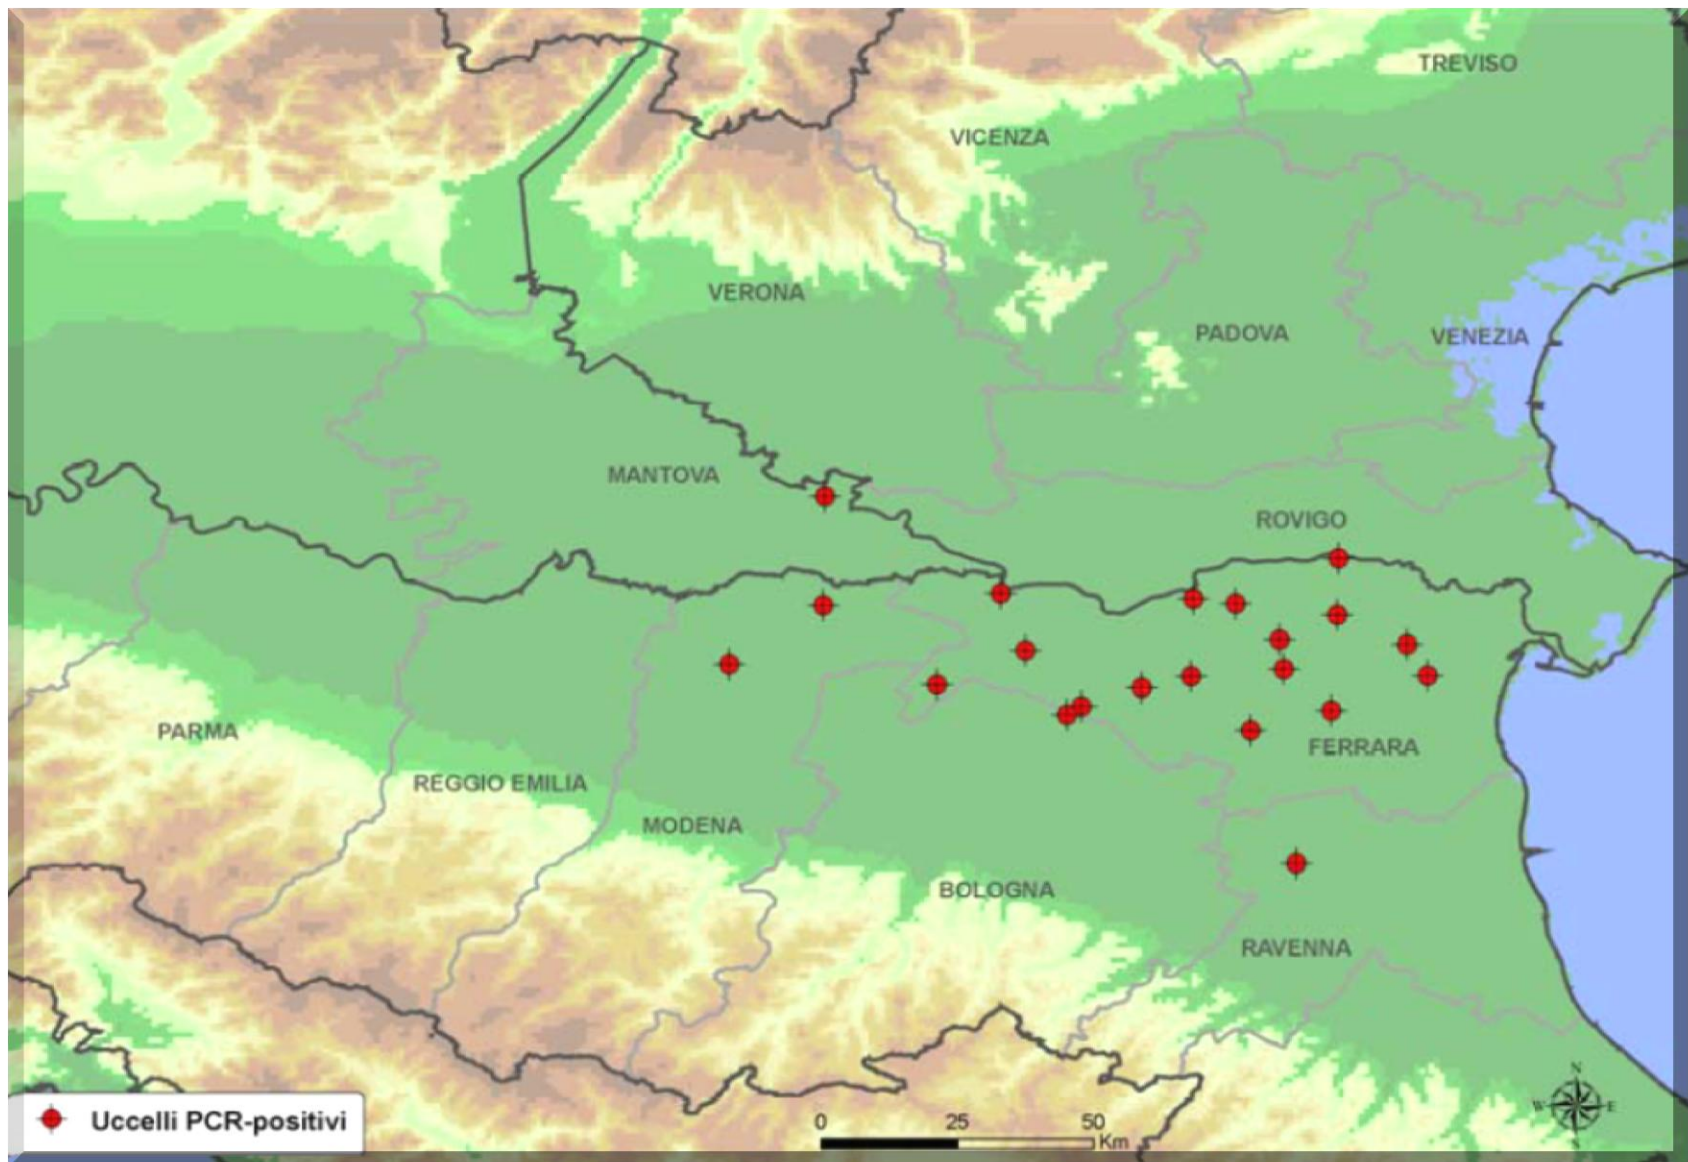 TREVISO
VICENZA
VERONA
PADOVA
VENEZIA
MANTOVA
ROVIGO
PARMA
FERRARA
REGGIO EMILIA
MODENA
BOLOGNA
RAVENNA
Uccelli PCR-positivi
0 25 50
Km
N
W E